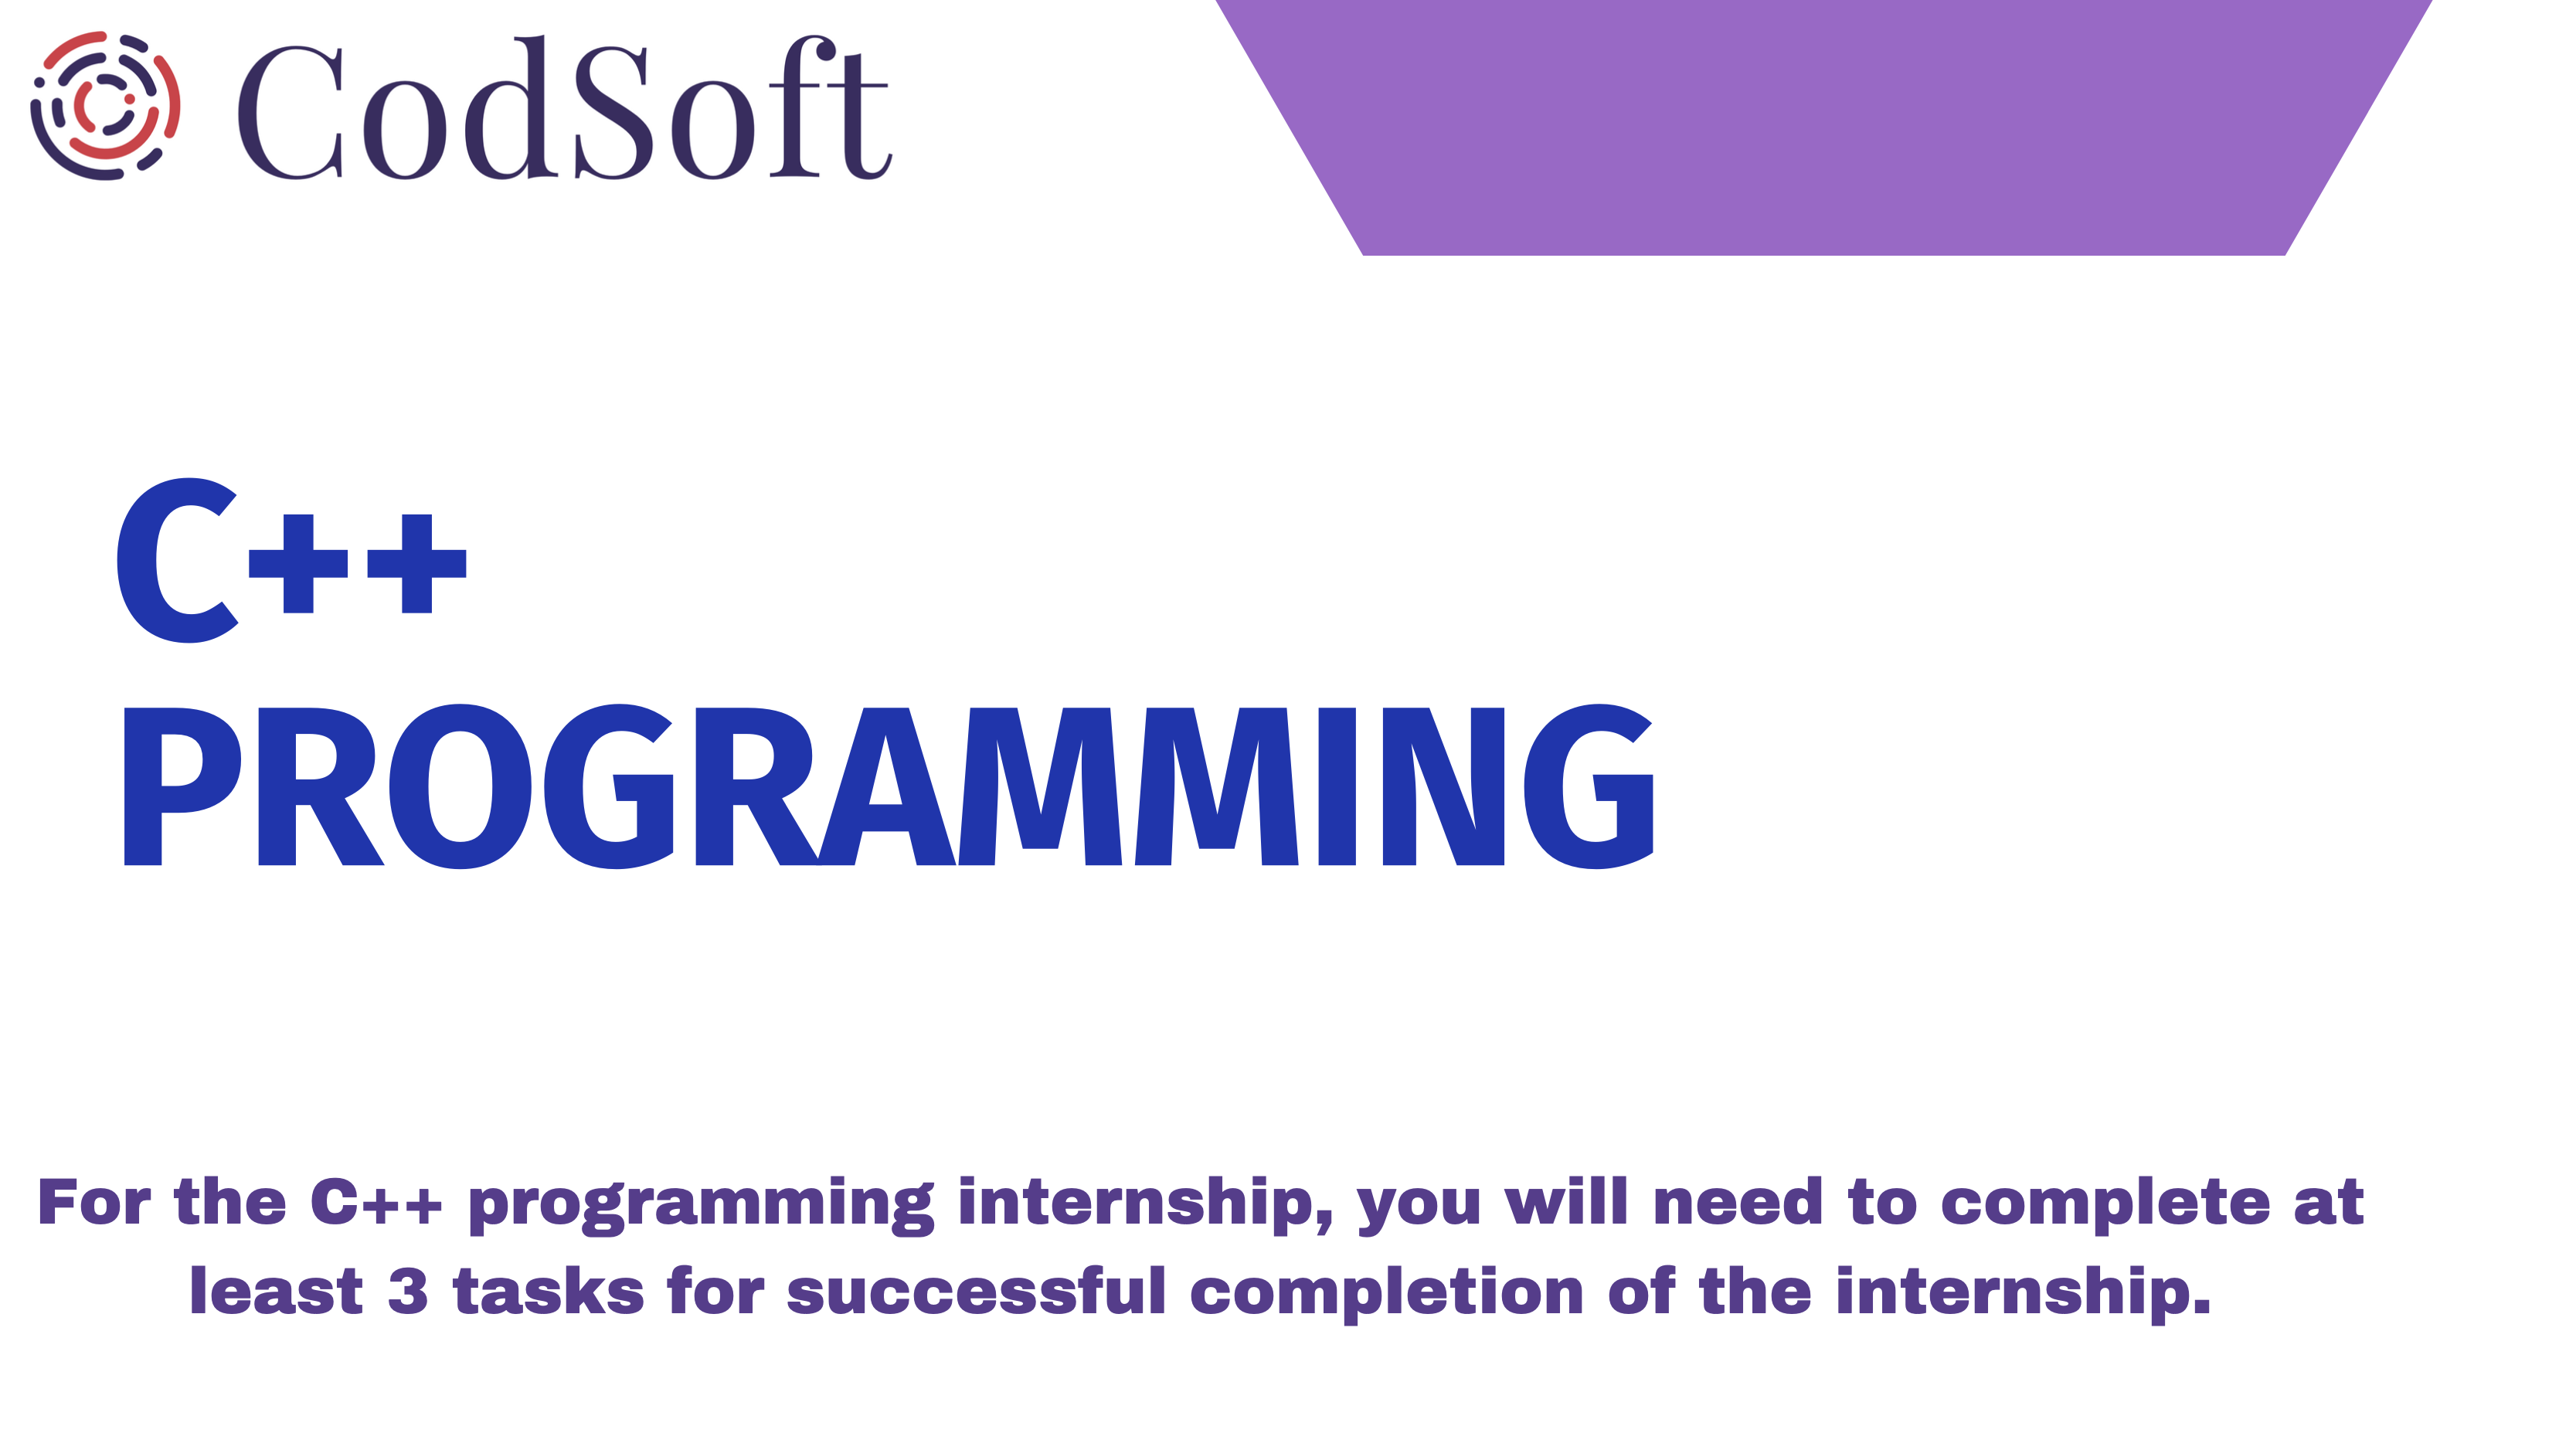 CodSoft
C++
PROGRAMMING
For the C++ programming internship, you will need to complete at
least 3 tasks for successful completion of the internship.